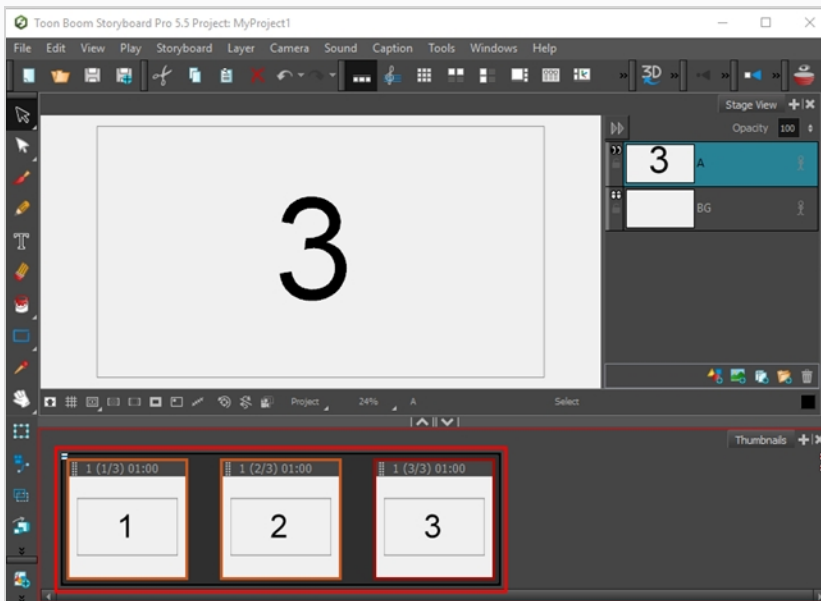 Toon Boom Storyboard Pro 5.5 Project: MyProject1
File Edit View Play Storyboard Layer Camera Sound Caption Tools Windows Help
3D
Stage View
Opacity 100
3 A
BG
3
Project 24% A Select
Thumbnails
1 (1/3) 01:00 1 (2/3) 01:00 1 (3/3) 01:00
1 2 3